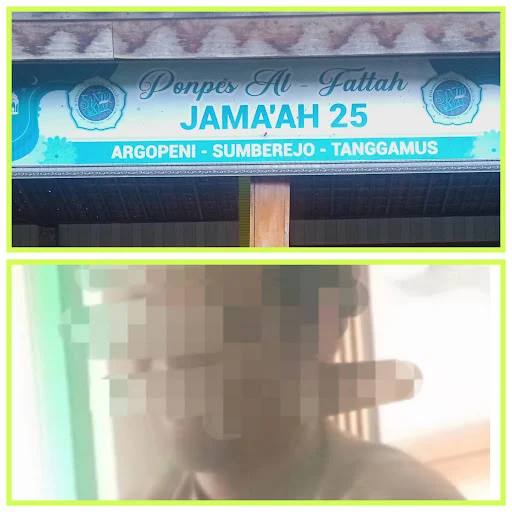 Ponpes Al - Fattah
JAMA'AH 25
ARGOPENI - SUMBEREJO - TANGGAMUS